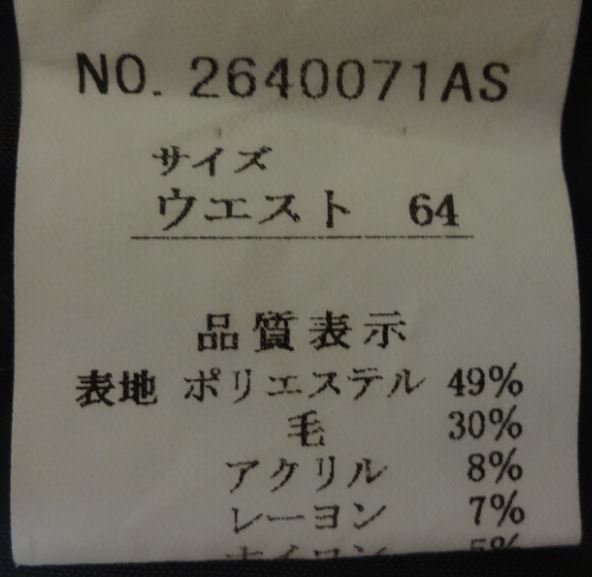 NO. 2640071AS
サイズ
ウエスト 64
品質表示
表地 ポリエステル 49%
毛 30%
アクリル 8%
レーヨン 7%